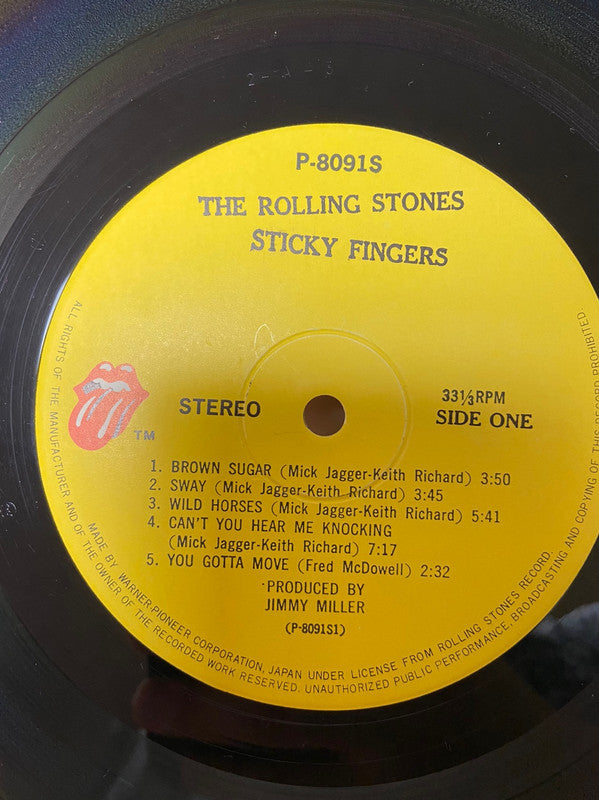 2-A-3
P-8091S
THE ROLLING STONES
STICKY FINGERS
STEREO
33⅓RPM
SIDE ONE
TM
1. BROWN SUGAR (Mick Jagger-Keith Richard) 3:50
2. SWAY (Mick Jagger-Keith Richard) 3:45
3. WILD HORSES (Mick Jagger-Keith Richard) 5:41
4. CAN'T YOU HEAR ME KNOCKING
(Mick Jagger-Keith Richard) 7:17
5. YOU GOTTA MOVE (Fred McDowell) 2:32
PRODUCED BY
JIMMY MILLER
(P-8091S1)
MADE BY WARNER-PIONEER CORPORATION, JAPAN UNDER LICENSE FROM ROLLING STONES RECORD
ALL RIGHTS OF THE MANUFACTURER AND OF THE OWNER OF THE RECORDED WORK RESERVED. UNAUTHORIZED PUBLIC PERFORMANCE, BROADCASTING AND COPYING OF THIS RECORD PROHIBITED.